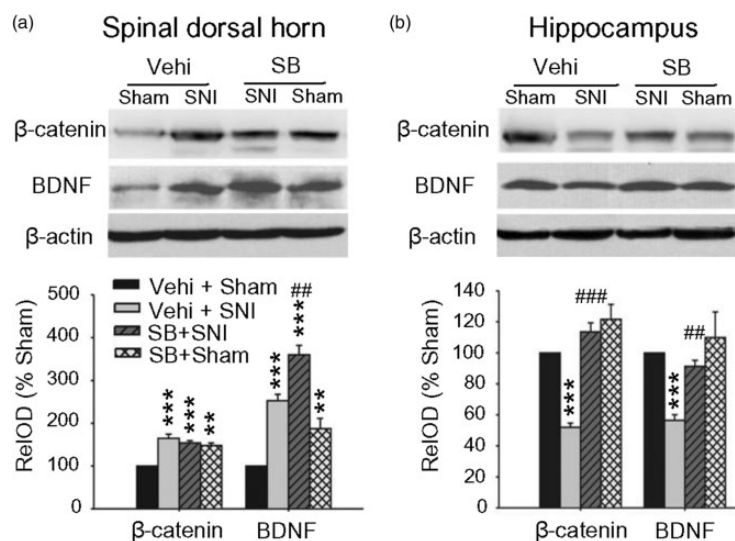 (a) Spinal dorsal horn
Vehi SB
Sham SNI SNI Sham
β-catenin
BDNF
β-actin
500
400
300
200
100
0
RelOD (% Sham)
Vehi + Sham
Vehi + SNI
SB+SNI
SB+Sham
***
***
**
***
##
***
**
β-catenin BDNF
(b) Hippocampus
Vehi SB
Sham SNI SNI Sham
β-catenin
BDNF
β-actin
140
120
100
80
60
40
20
0
RelOD (% Sham)
***
###
***
##
β-catenin BDNF